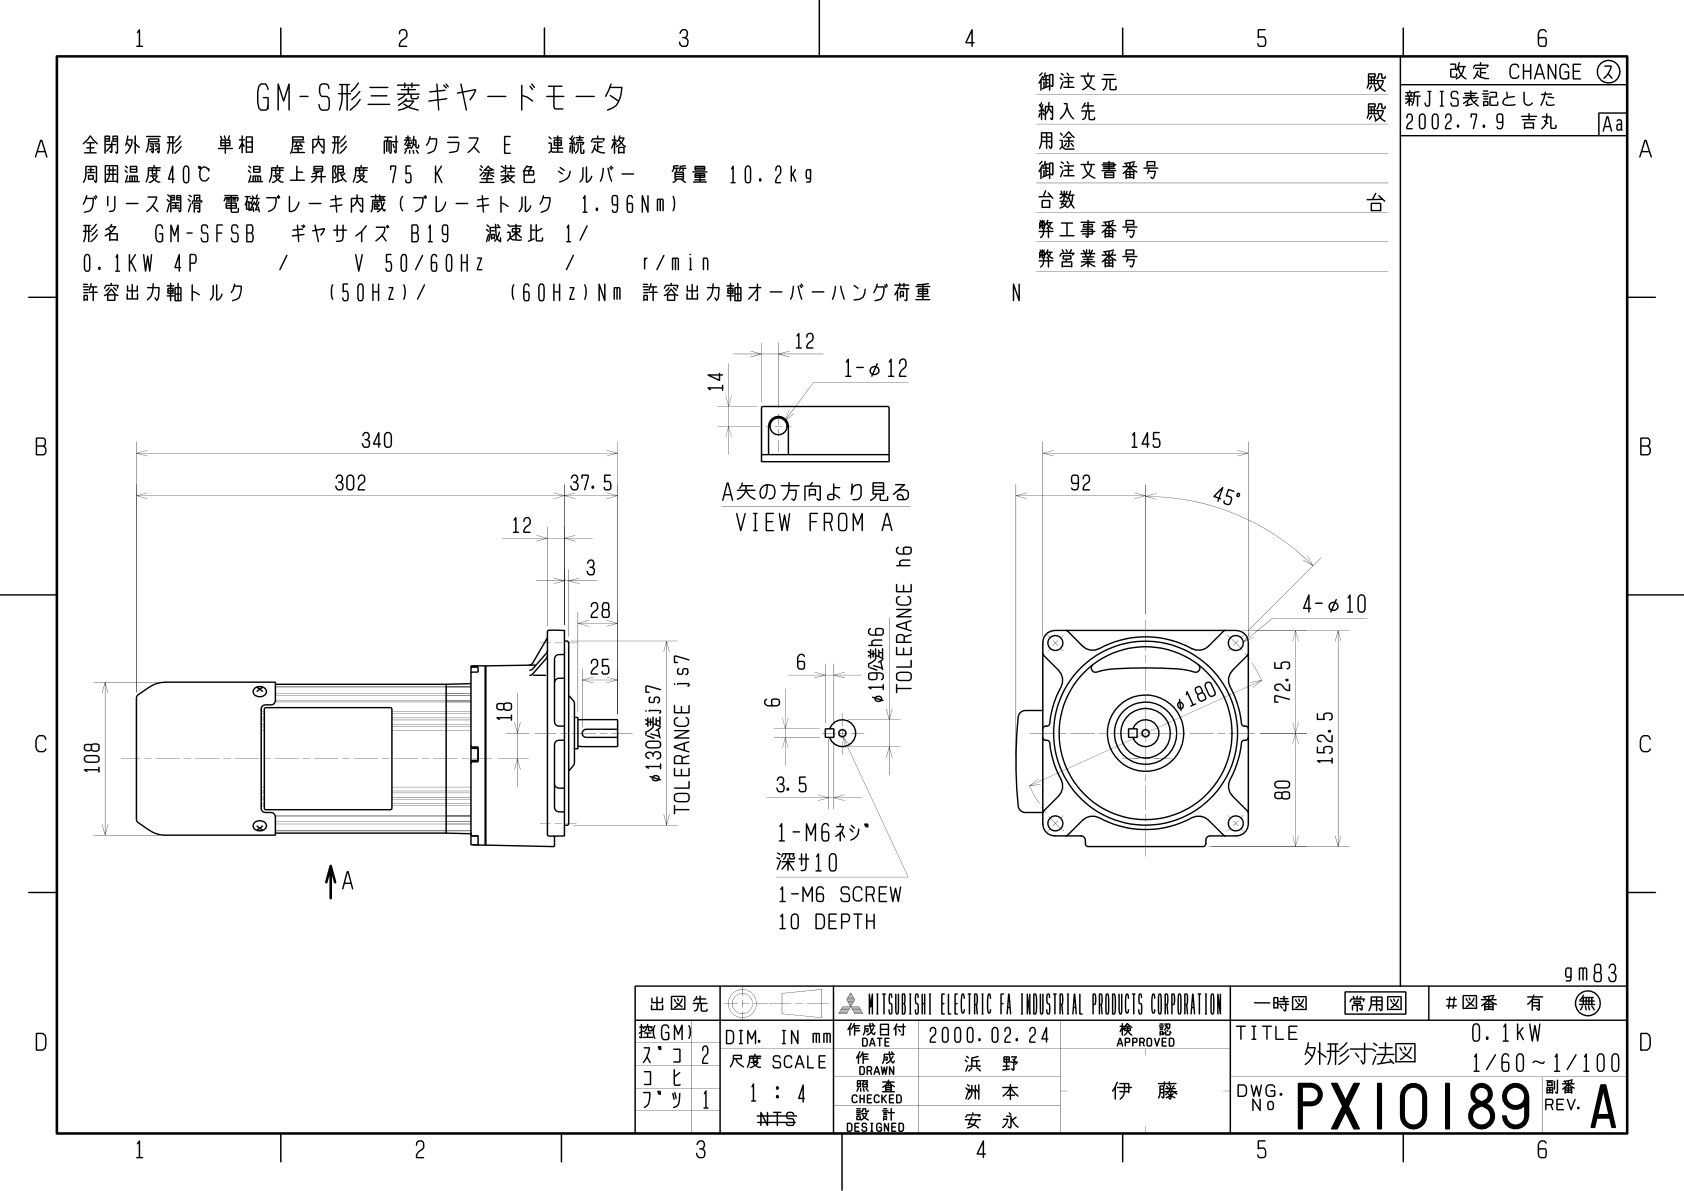 1 2 3 4 5 6
A
B
C
D
GM-S形三菱ギヤードモータ
全閉外扇形 単相 屋内形 耐熱クラス E 連続定格
周囲温度40℃ 温度上昇限度 75 K 塗装色 シルバー 質量 10.2kg
グリース潤滑 電磁ブレーキ内蔵(ブレーキトルク 1.96Nm)
形名 GM-SFSB ギヤサイズ B19 減速比 1/
0.1KW 4P / V 50/60Hz / r/min
許容出力軸トルク (50Hz)/ (60Hz)Nm 許容出力軸オーバーハング荷重 N
御注文元 殿
納入先 殿
用途
御注文書番号
台数 台
弊工事番号
弊営業番号
改定 CHANGE ス
新JIS表記とした
2002.7.9 吉丸 Aa
A
B
C
D
12
1-φ12
14
A矢の方向より見る
VIEW FROM A
340
302
37.5
12
3
28
25
18
108
φ130公差js7
TOLERANCE js7
A
6
6
3.5
φ19公差h6
TOLERANCE h6
1-M6ネジ
深サ10
1-M6 SCREW
10 DEPTH
145
92
45°
4-φ10
φ180
72.5
152.5
80
gm83
出図先
控(GM)
ズコ 2
コヒ
ブツ 1
DIM. IN mm
尺度 SCALE
1 : 4
NTS
MITSUBISHI ELECTRIC FA INDUSTRIAL PRODUCTS CORPORATION
作成日付 DATE 2000.02.24
作成 DRAWN 浜野
照査 CHECKED 洲本
設計 DESIGNED 安永
検認 APPROVED
伊藤
一時図 常用図 #図番 有 無
TITLE
外形寸法図
0.1kW
1/60~1/100
DWG. No PX10189
副番 REV. A
1 2 3 4 5 6